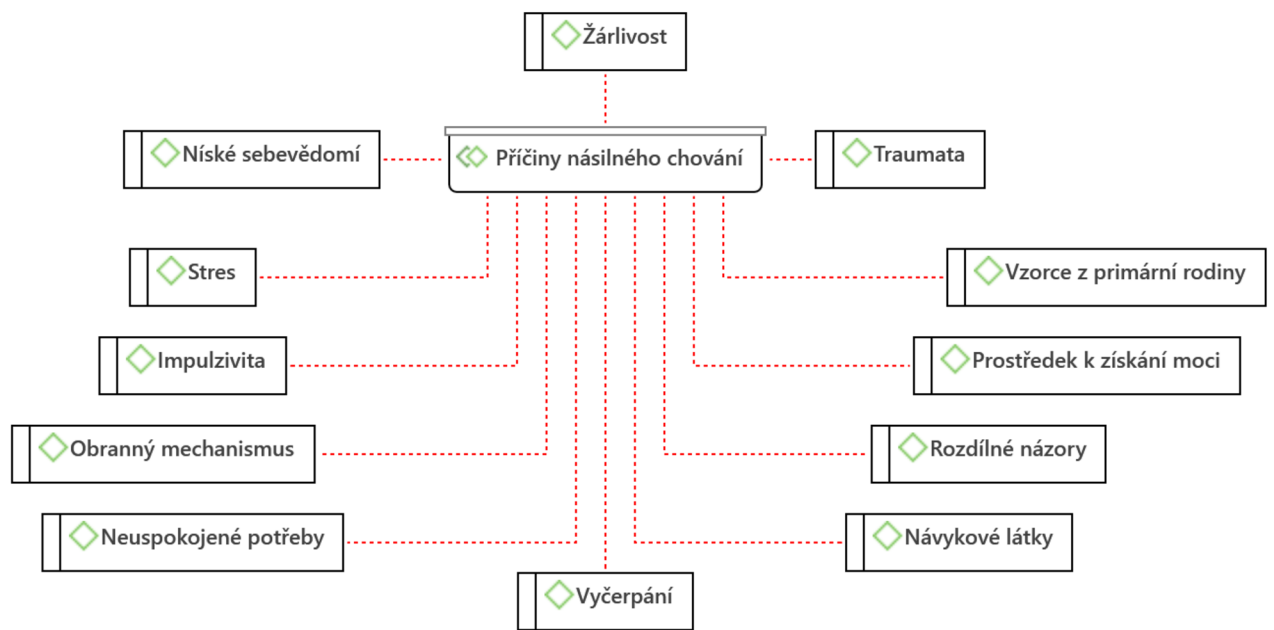 Žárlivost
Níské sebevědomí
Příčiny násilného chování
Traumata
Stres
Vzorce z primární rodiny
Impulzivita
Prostředek k získání moci
Obranný mechanismus
Rozdílné názory
Neuspokojené potřeby
Návykové látky
Vyčerpání